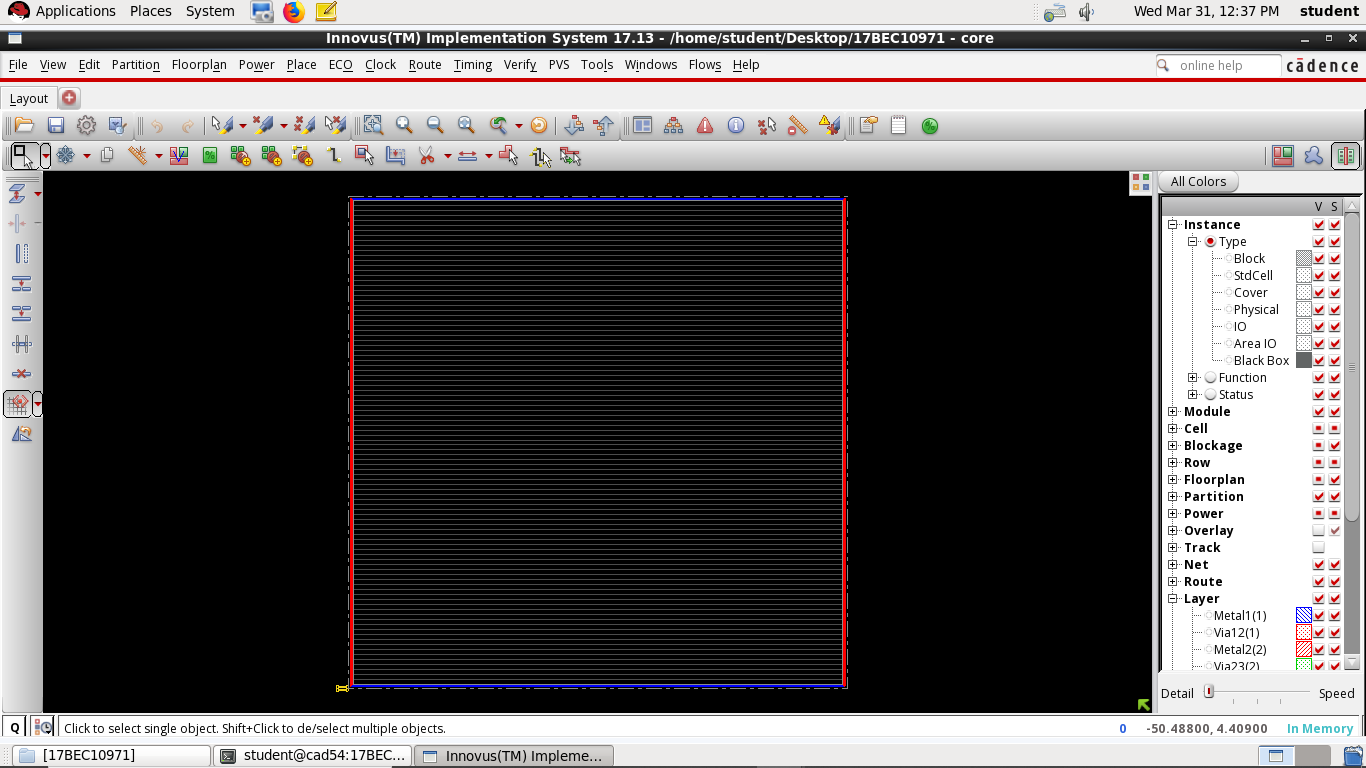 Applications Places System Wed Mar 31, 12:37 PM student
Innovus(TM) Implementation System 17.13 - /home/student/Desktop/17BEC10971 - core
File View Edit Partition Floorplan Power Place ECO Clock Route Timing Verify PVS Tools Windows Flows Help online help cādence
Layout
All Colors
V S
Instance
Type
Block
StdCell
Cover
Physical
IO
Area IO
Black Box
Function
Status
Module
Cell
Blockage
Row
Floorplan
Partition
Power
Overlay
Track
Net
Route
Layer
Metal1(1)
Via12(1)
Metal2(2)
Via23(2)
Detail Speed
Q Click to select single object. Shift+Click to de/select multiple objects. 0 -50.48800, 4.40900 In Memory
[17BEC10971] student@cad54:17BEC... Innovus(TM) Impleme...